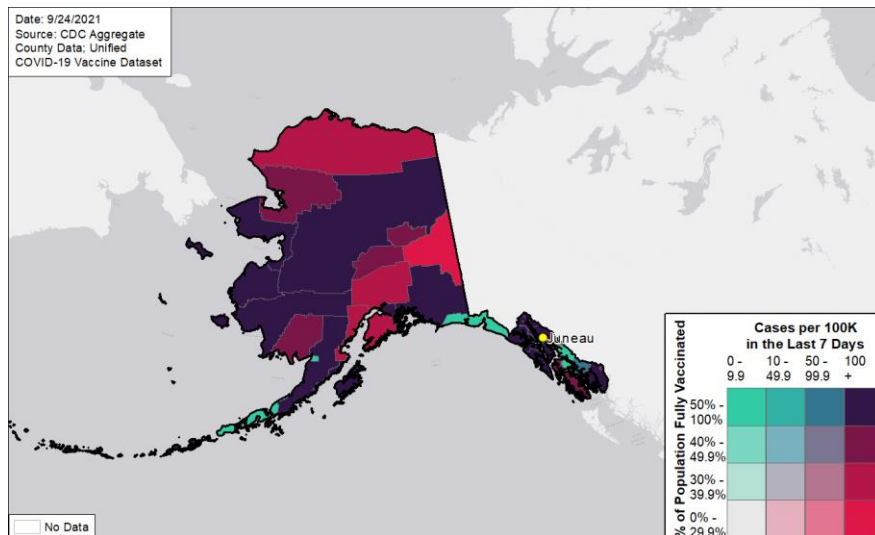 Date: 9/24/2021
Source: CDC Aggregate
County Data; Unified
COVID-19 Vaccine Dataset
Juneau
Cases per 100K
in the Last 7 Days
0 -
9.9
10 -
49.9
50 -
99.9
100
+
% of Population Fully Vaccinated
50% -
100%
40% -
49.9%
30% -
39.9%
0% -
29.9%
No Data